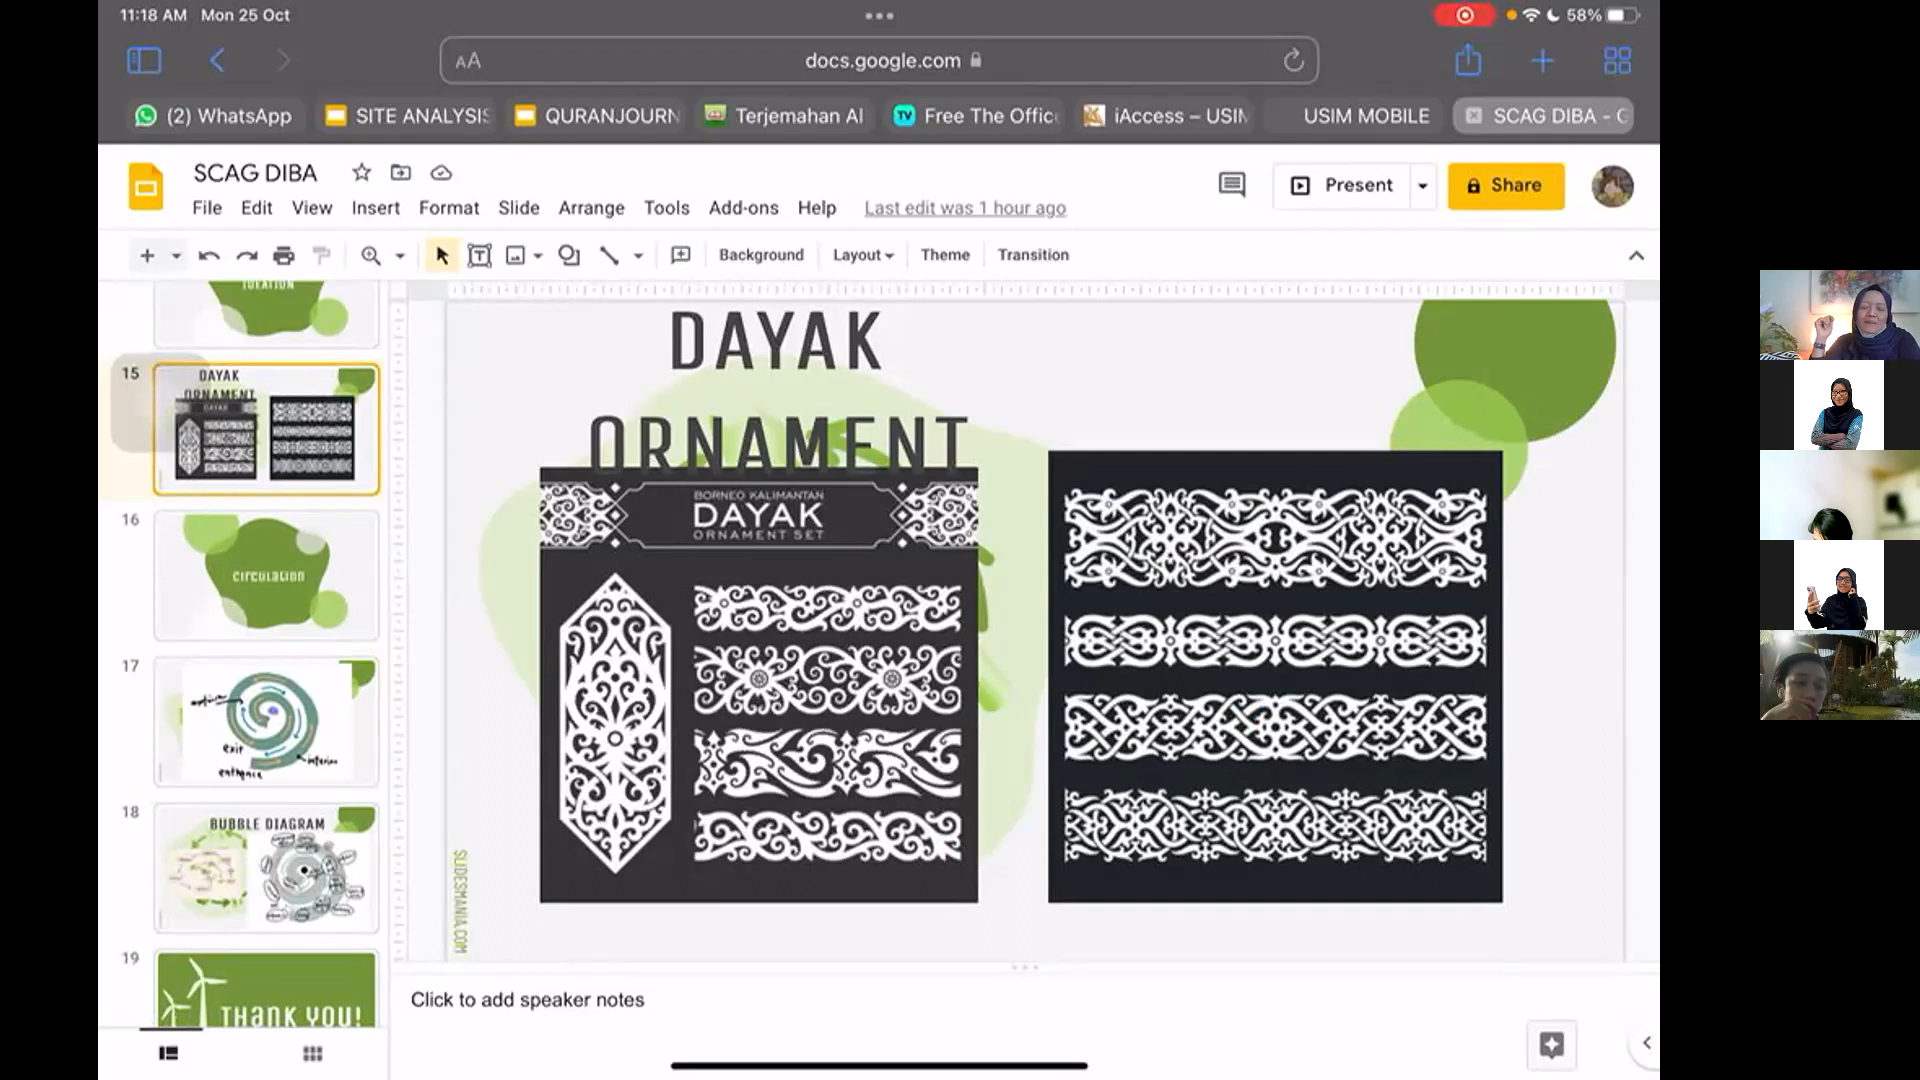 11:18 AM Mon 25 Oct
58%
AA
docs.google.com
(2) WhatsApp
SITE ANALYSIS
QURANJOURN
Terjemahan Al
Free The Offic
iAccess – USIM
USIM MOBILE
SCAG DIBA - G
SCAG DIBA
File Edit View Insert Format Slide Arrange Tools Add-ons Help Last edit was 1 hour ago
Present
Share
Background Layout Theme Transition
IDEATION
15
DAYAK
ORNAMENT
DAYAK
16
CIRCULATION
17
exit
entrance
interior
18
BUBBLE DIAGRAM
19
THANK YOU!
DAYAK
ORNAMENT
BORNEO KALIMANTAN
DAYAK
ORNAMENT SET
SLIDESMANIA.COM
Click to add speaker notes